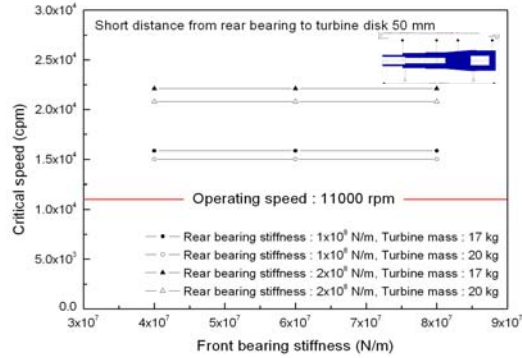 3.0x10⁴
Short distance from rear bearing to turbine disk 50 mm
2.5x10⁴
2.0x10⁴
1.5x10⁴
1.0x10⁴
5.0x10³
0.0
Critical speed (cpm)
Operating speed : 11000 rpm
Rear bearing stiffness : 1x10⁸ N/m, Turbine mass : 17 kg
Rear bearing stiffness : 1x10⁸ N/m, Turbine mass : 20 kg
Rear bearing stiffness : 2x10⁸ N/m, Turbine mass : 17 kg
Rear bearing stiffness : 2x10⁸ N/m, Turbine mass : 20 kg
3x10⁷ 4x10⁷ 5x10⁷ 6x10⁷ 7x10⁷ 8x10⁷ 9x10⁷
Front bearing stiffness (N/m)